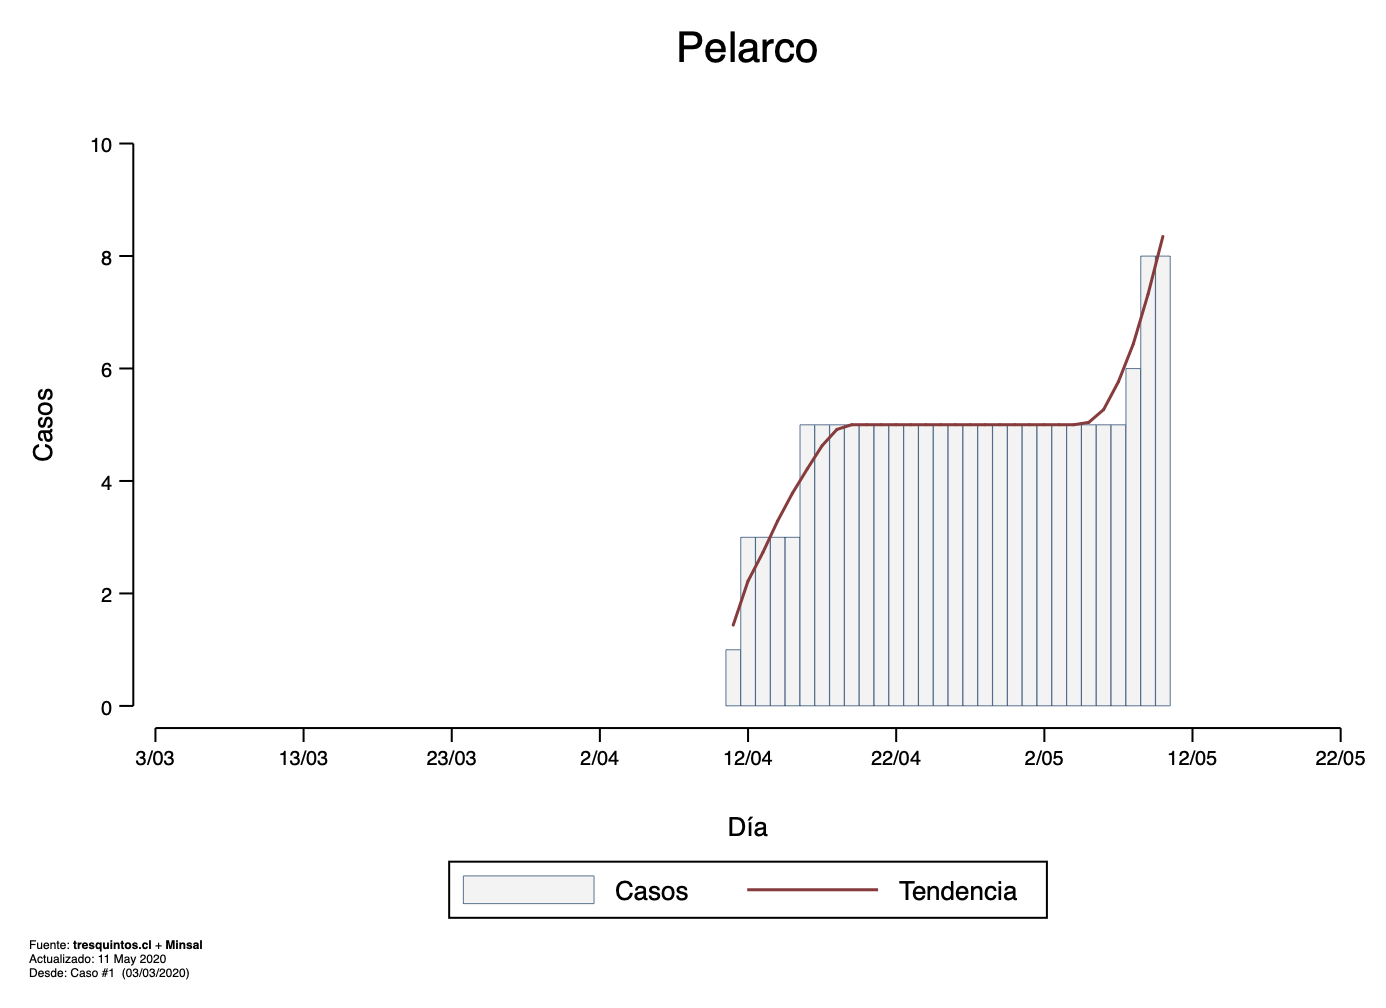 Pelarco
10
8
6
4
2
0
Casos
3/03 13/03 23/03 2/04 12/04 22/04 2/05 12/05 22/05
Día
Casos Tendencia
Fuente: tresquintos.cl + Minsal
Actualizado: 11 May 2020
Desde: Caso #1 (03/03/2020)